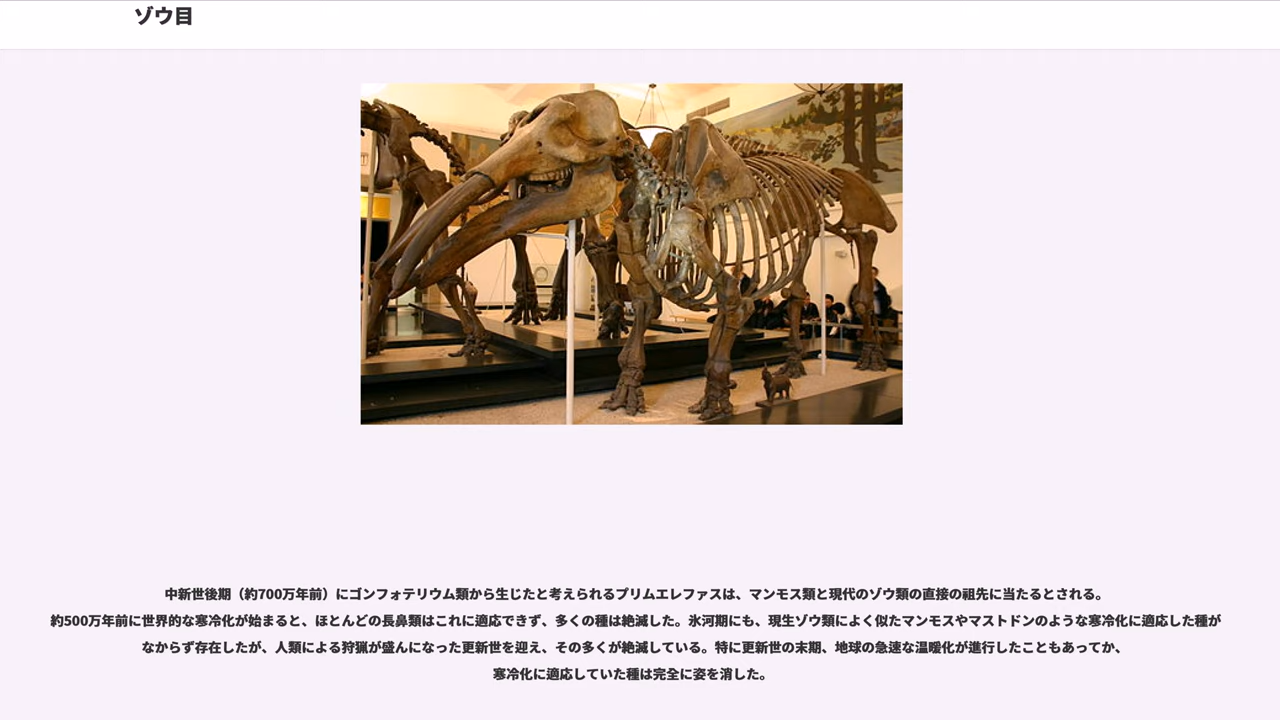 ゾウ目
中新世後期（約700万年前）にゴンフォテリウム類から生じたと考えられるプリムエレファスは、マンモス類と現代のゾウ類の直接の祖先に当たるとされる。
約500万年前に世界的な寒冷化が始まると、ほとんどの長鼻類はこれに適応できず、多くの種は絶滅した。氷河期にも、現生ゾウ類によく似たマンモスやマストドンのような寒冷化に適応した種が
なからず存在したが、人類による狩猟が盛んになった更新世を迎え、その多くが絶滅している。特に更新世の末期、地球の急速な温暖化が進行したこともあってか、
寒冷化に適応していた種は完全に姿を消した。